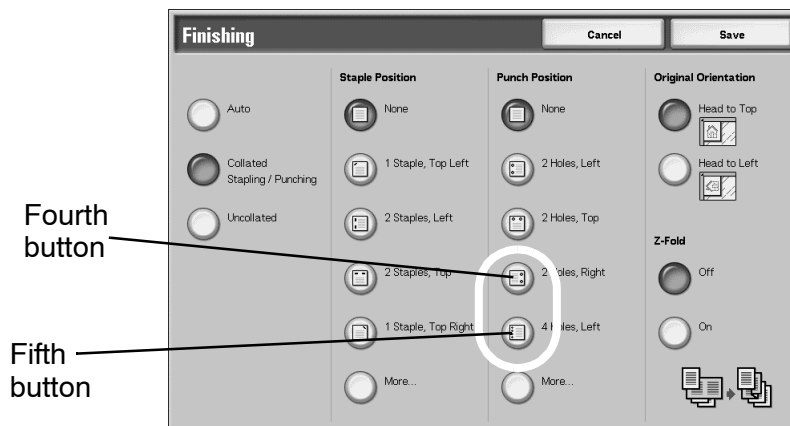 Finishing
Cancel
Save
Auto
Collated
Stapling / Punching
Uncollated
Staple Position
None
1 Staple, Top Left
2 Staples, Left
2 Staples, Top
1 Staple, Top Right
More...
Punch Position
None
2 Holes, Left
2 Holes, Top
2 Holes, Right
4 Holes, Left
More...
Original Orientation
Head to Top
Head to Left
Z-Fold
Off
On
Fourth
button
Fifth
button